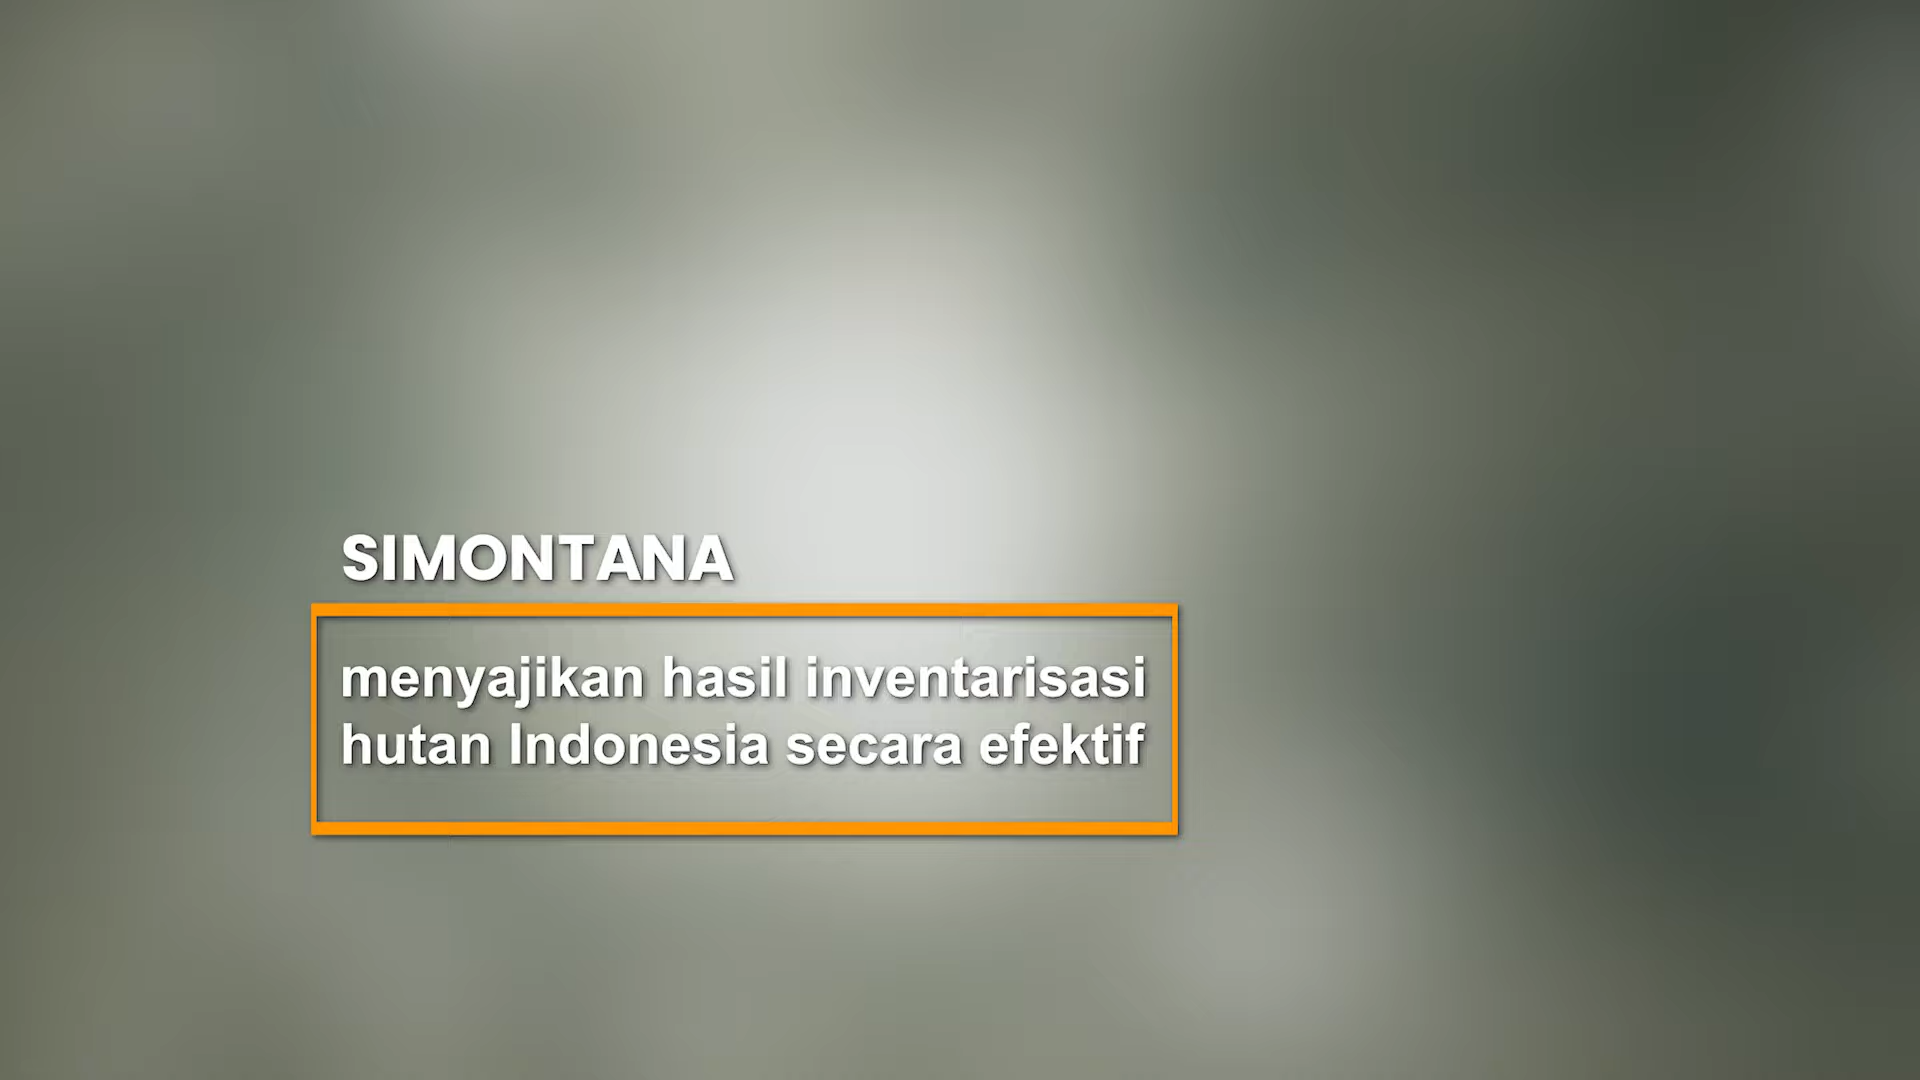 SIMONTANA
menyajikan hasil inventarisasi
hutan Indonesia secara efektif